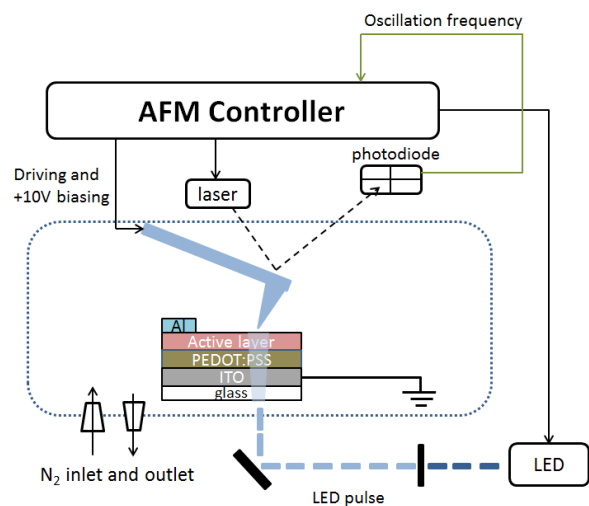 Oscillation frequency
AFM Controller
photodiode
Driving and
+10V biasing
laser
Al
Active layer
PEDOT:PSS
ITO
glass
N₂ inlet and outlet
LED
LED pulse